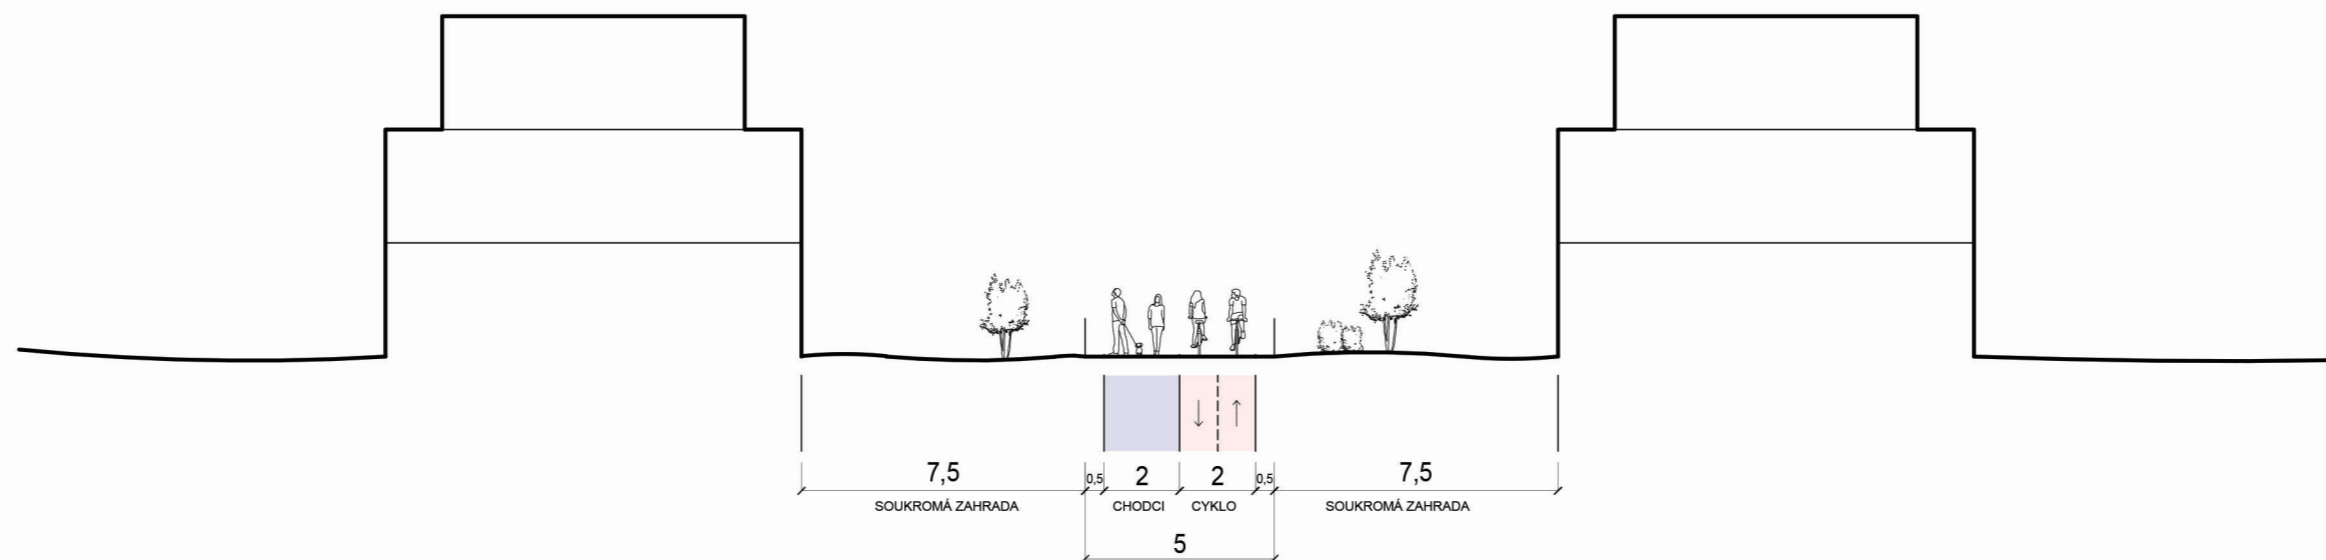 7,5 0,5 2 2 0,5 7,5
SOUKROMÁ ZAHRADA CHODCI CYKLO SOUKROMÁ ZAHRADA
5